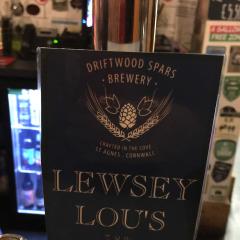 DRIFTWOOD SPARS
• BREWERY •
CRAFTED IN THE COVE
ST AGNES, CORNWALL
LEWSEY
LOU'S